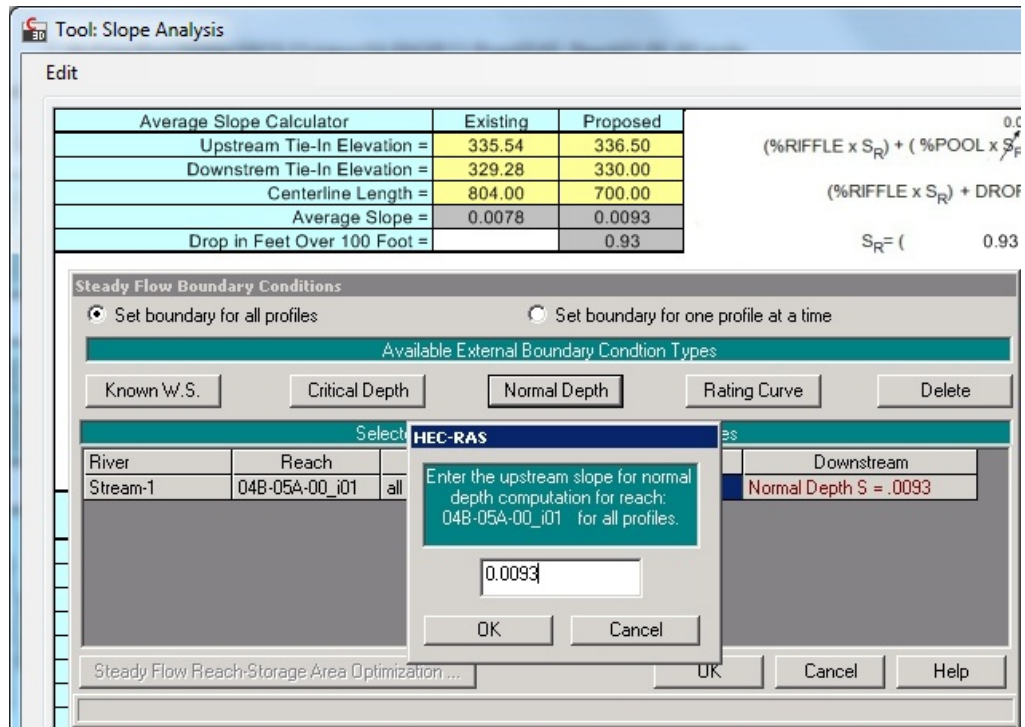 Tool: Slope Analysis
Edit
Average Slope Calculator Existing Proposed
Upstream Tie-In Elevation = 335.54 336.50
Downstrem Tie-In Elevation = 329.28 330.00
Centerline Length = 804.00 700.00
Average Slope = 0.0078 0.0093
Drop in Feet Over 100 Foot = 0.93
(%RIFFLE x SR) + ( %POOL x
(%RIFFLE x SR) + DROP
SR= ( 0.93
Steady Flow Boundary Conditions
Set boundary for all profiles Set boundary for one profile at a time
Available External Boundary Condtion Types
Known W.S. Critical Depth Normal Depth Rating Curve Delete
River Reach Downstream
Stream-1 04B-05A-00_i01 all Normal Depth S = .0093
HEC-RAS
Enter the upstream slope for normal
depth computation for reach:
04B-05A-00_i01 for all profiles.
0.0093
OK Cancel
Steady Flow Reach-Storage Area Optimization ... OK Cancel Help